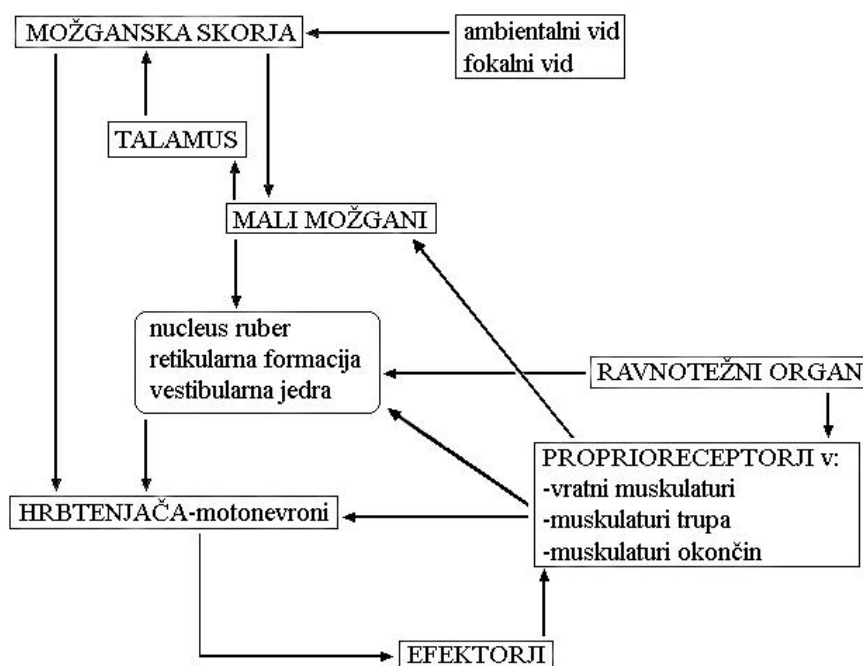 MOŽGANSKA SKORJA
ambientalni vid
fokalni vid
TALAMUS
MALI MOŽGANI
nucleus ruber
retikularna formacija
vestibularna jedra
RAVNOTEŽNI ORGAN
PROPRIORECEPTORJI v:
-vratni muskulaturi
-muskulaturi trupa
-muskulaturi okončin
HRBTENJAČA-motonevroni
EFEKTORJI